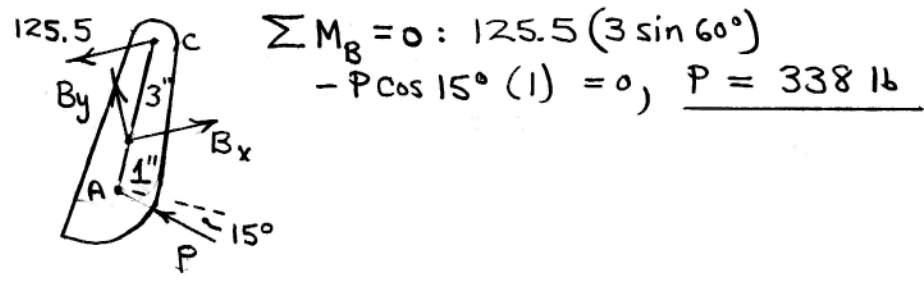 125.5
C
ΣM_B = 0 : 125.5 (3 sin 60°)
- P cos 15° (1) = 0, P = 338 lb
By
3"
Bx
1"
A
15°
P